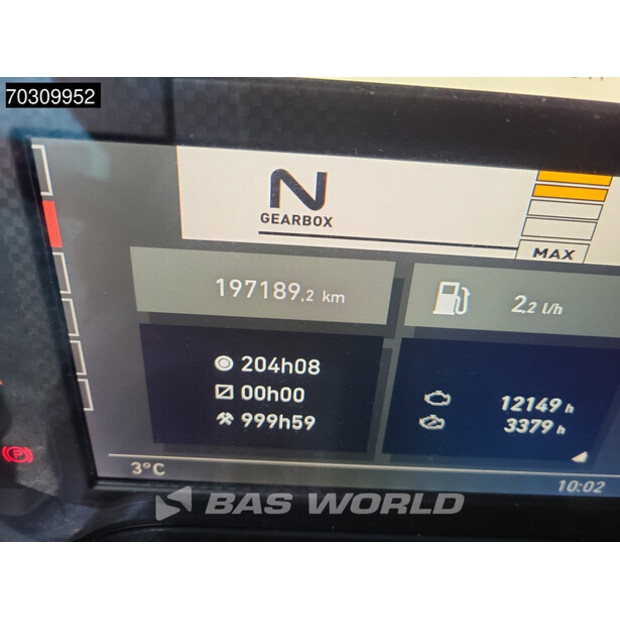 70309952
N
GEARBOX
MAX
197189,2 km
2,2 l/h
204h08
00h00
999h59
12149 h
3379 h
P
3°C
10:02
BAS WORLD